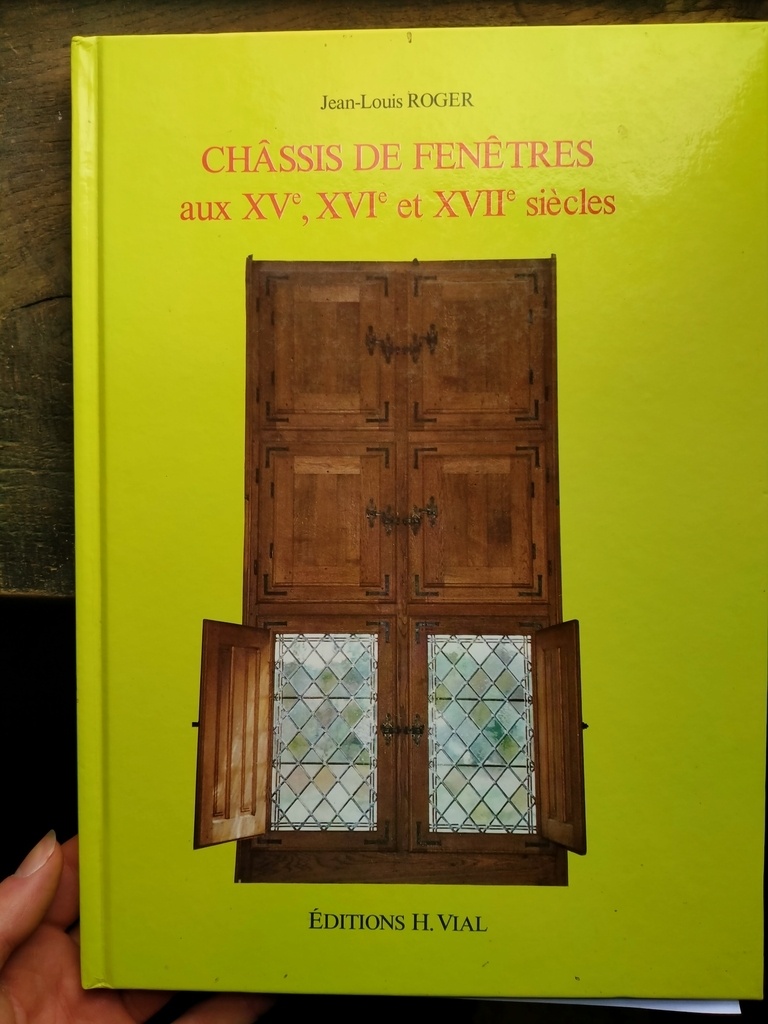 Jean-Louis ROGER
CHÂSSIS DE FENÊTRES
aux XVe, XVIe et XVIIe siècles
ÉDITIONS H. VIAL